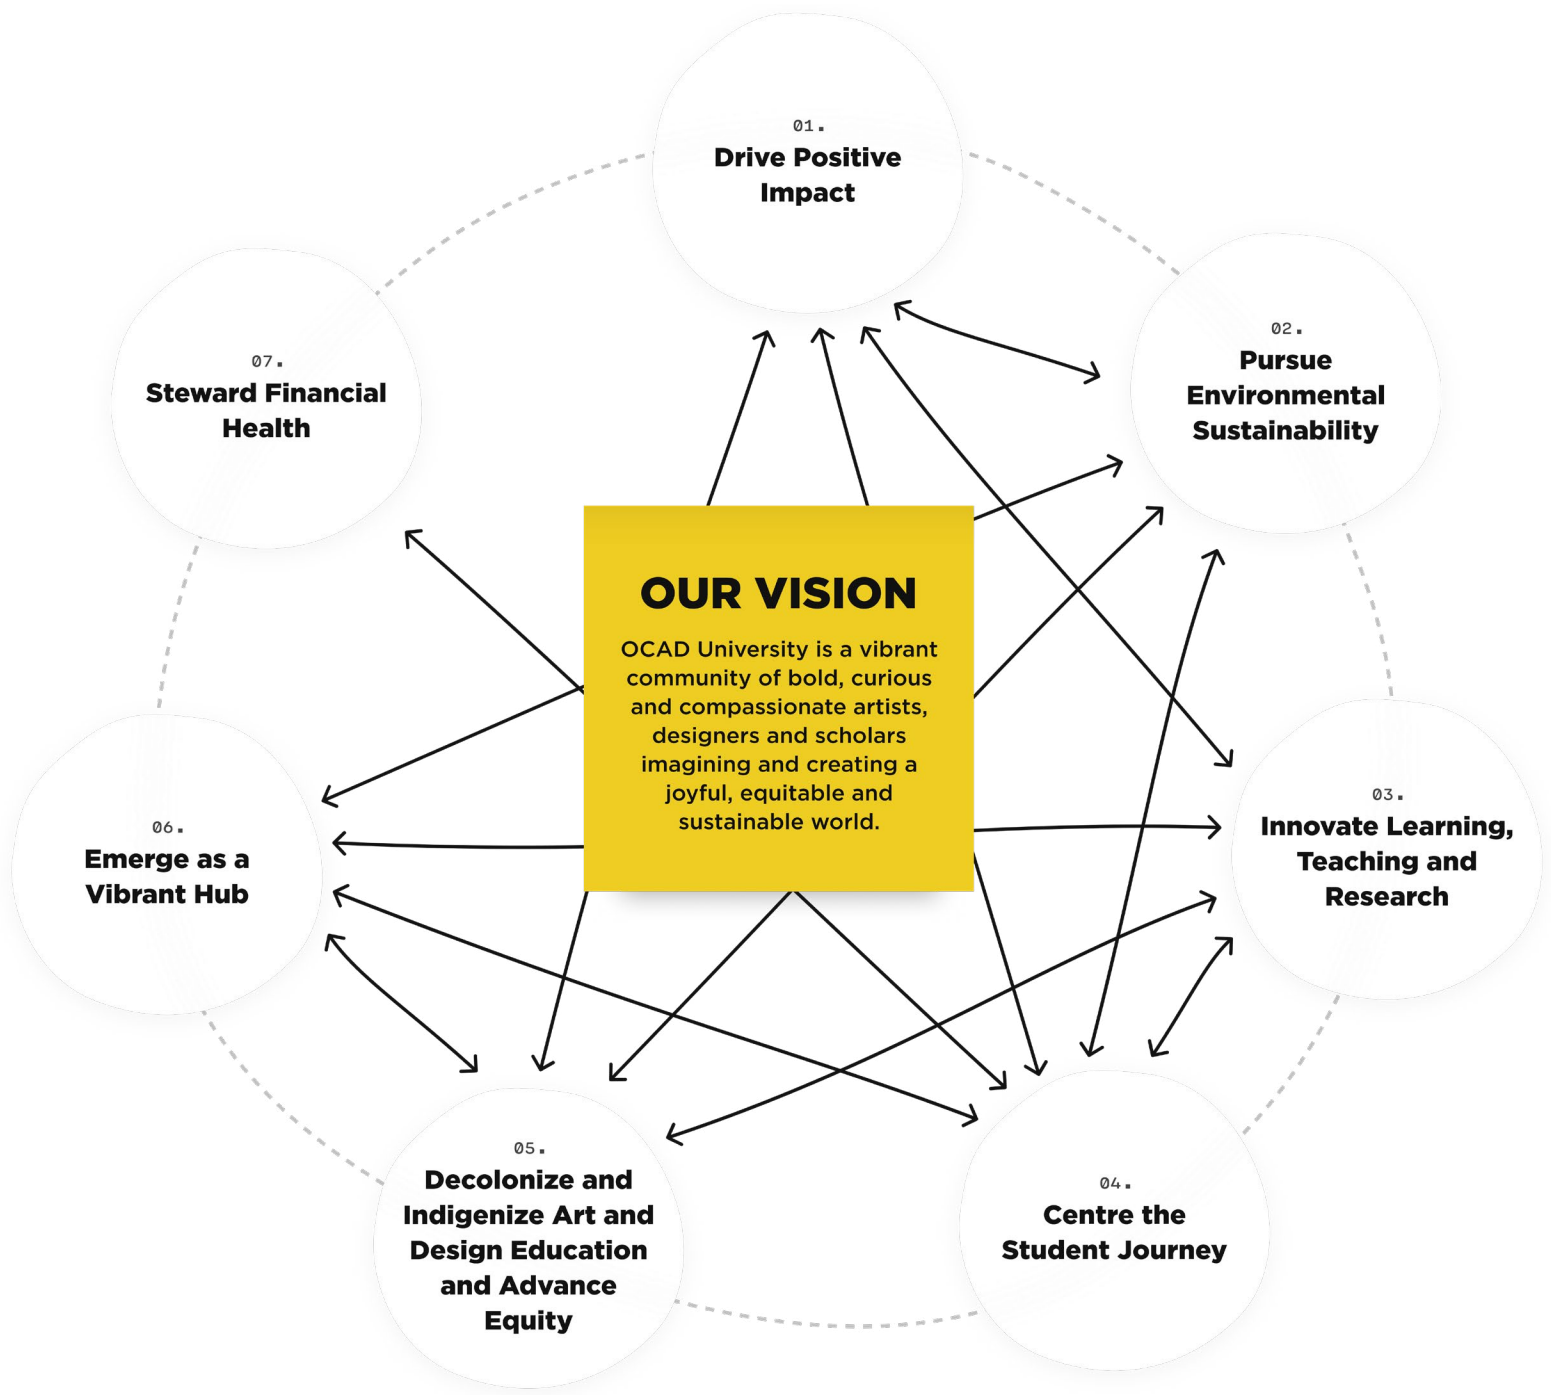 01.
Drive Positive
Impact
02.
Pursue
Environmental
Sustainability
07.
Steward Financial
Health
OUR VISION
OCAD University is a vibrant
community of bold, curious
and compassionate artists,
designers and scholars
imagining and creating a
joyful, equitable and
sustainable world.
03.
Innovate Learning,
Teaching and
Research
06.
Emerge as a
Vibrant Hub
05.
Decolonize and
Indigenize Art and
Design Education
and Advance
Equity
04.
Centre the
Student Journey